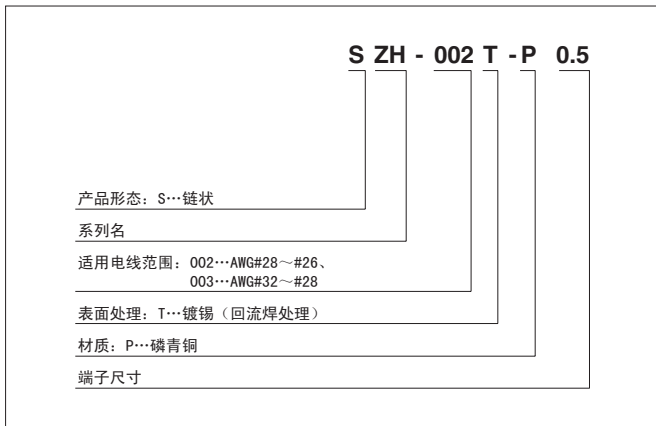 S ZH - 002 T - P 0.5
产品形态：S…链状
系列名
适用电线范围：002…AWG#28～#26、
003…AWG#32～#28
表面处理：T…镀锡（回流焊处理）
材质：P…磷青铜
端子尺寸